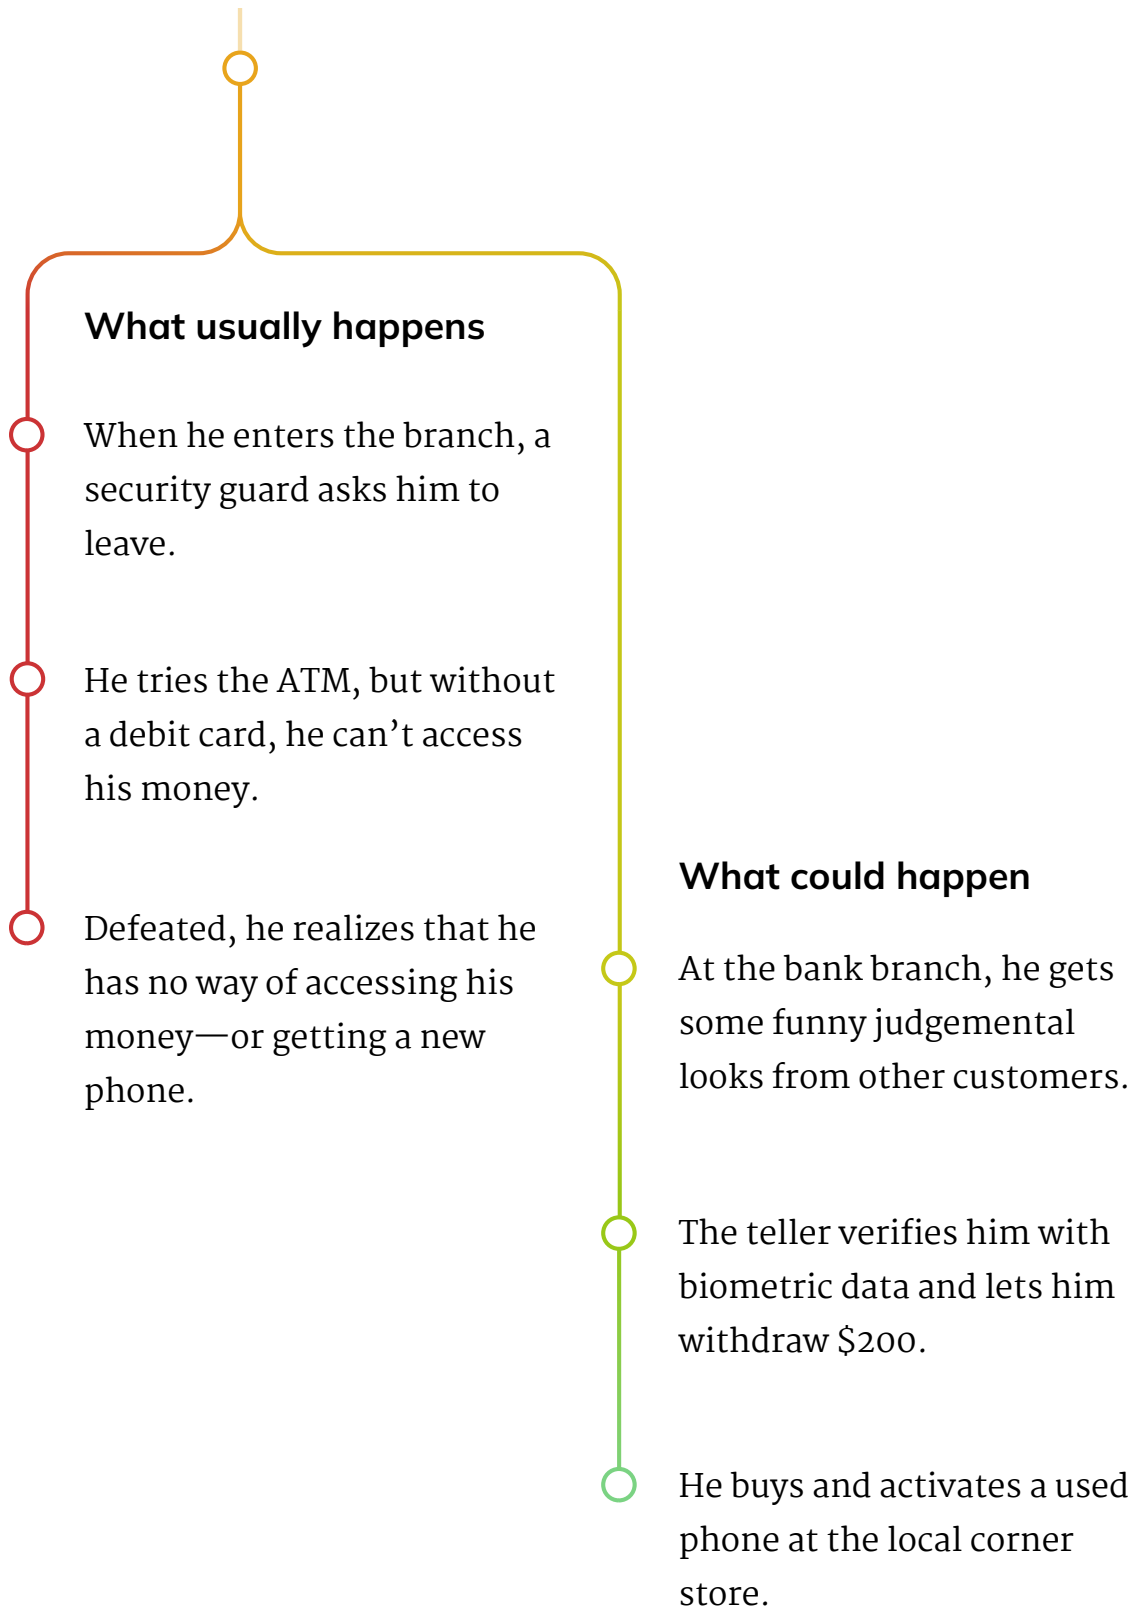 What usually happens
When he enters the branch, a
security guard asks him to
leave.
He tries the ATM, but without
a debit card, he can’t access
his money.
Defeated, he realizes that he
has no way of accessing his
money—or getting a new
phone.
What could happen
At the bank branch, he gets
some funny judgemental
looks from other customers.
The teller verifies him with
biometric data and lets him
withdraw $200.
He buys and activates a used
phone at the local corner
store.